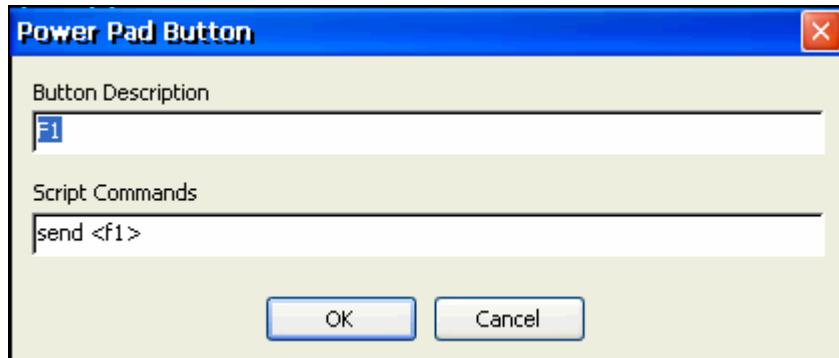 Power Pad Button
Button Description
F1
Script Commands
send <f1>
OK Cancel